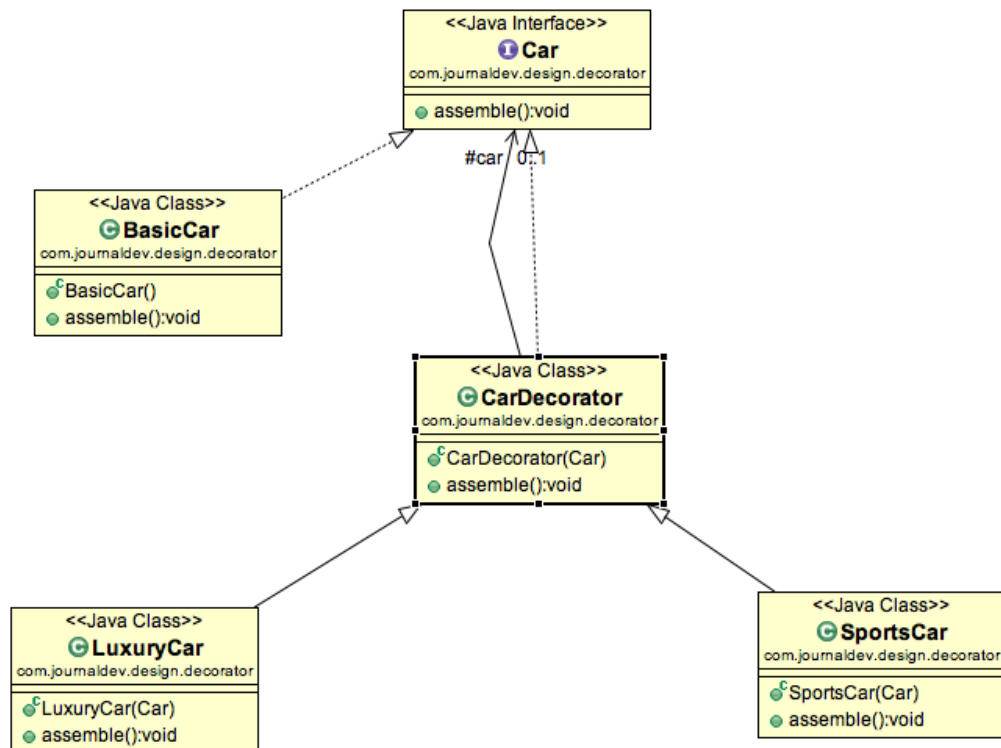 <<Java Interface>>
Car
com.journaldev.design.decorator
assemble():void
#car 0..1
<<Java Class>>
BasicCar
com.journaldev.design.decorator
BasicCar()
assemble():void
<<Java Class>>
CarDecorator
com.journaldev.design.decorator
CarDecorator(Car)
assemble():void
<<Java Class>>
LuxuryCar
com.journaldev.design.decorator
LuxuryCar(Car)
assemble():void
<<Java Class>>
SportsCar
com.journaldev.design.decorator
SportsCar(Car)
assemble():void